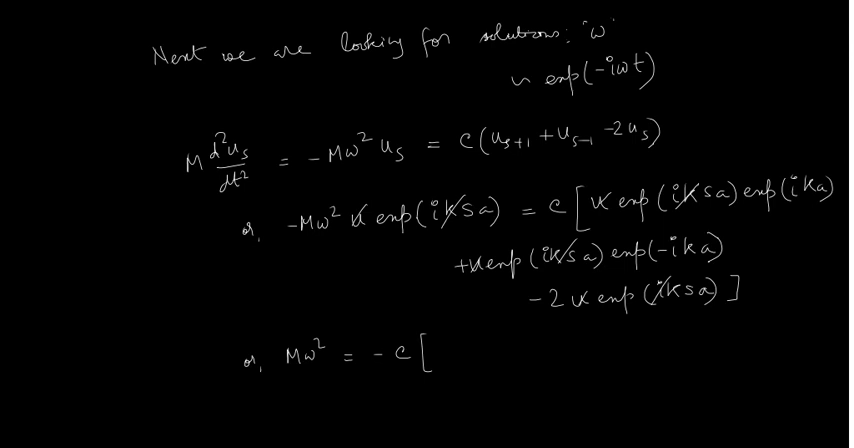 Next we are looking for solutions: 'ω'
~ exp(-iωt)
M d²u_s/dt² = -Mω² u_s = C(u_{s+1} + u_{s-1} - 2u_s)
or, -Mω² u exp(iKsa) = C[u exp(iKsa) exp(iKa)
+ u exp(iKsa) exp(-iKa)
- 2 u exp(iKsa)]
or, Mω² = - C [